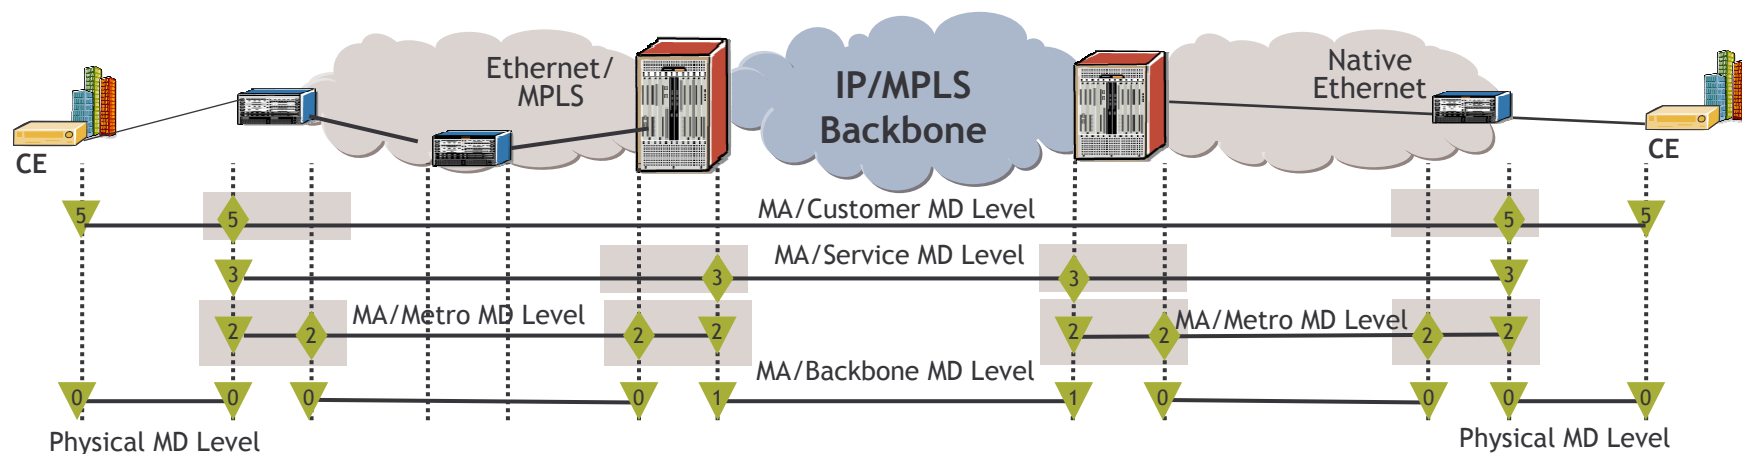 Ethernet/
MPLS
IP/MPLS
Backbone
Native
Ethernet
CE
CE
5 5 MA/Customer MD Level 5 5
3 3 MA/Service MD Level 3 3
2 2 MA/Metro MD Level 2 2 2 2 MA/Metro MD Level 2 2
MA/Backbone MD Level
0 0 0 0 1 1 0 0 0 0
Physical MD Level
Physical MD Level